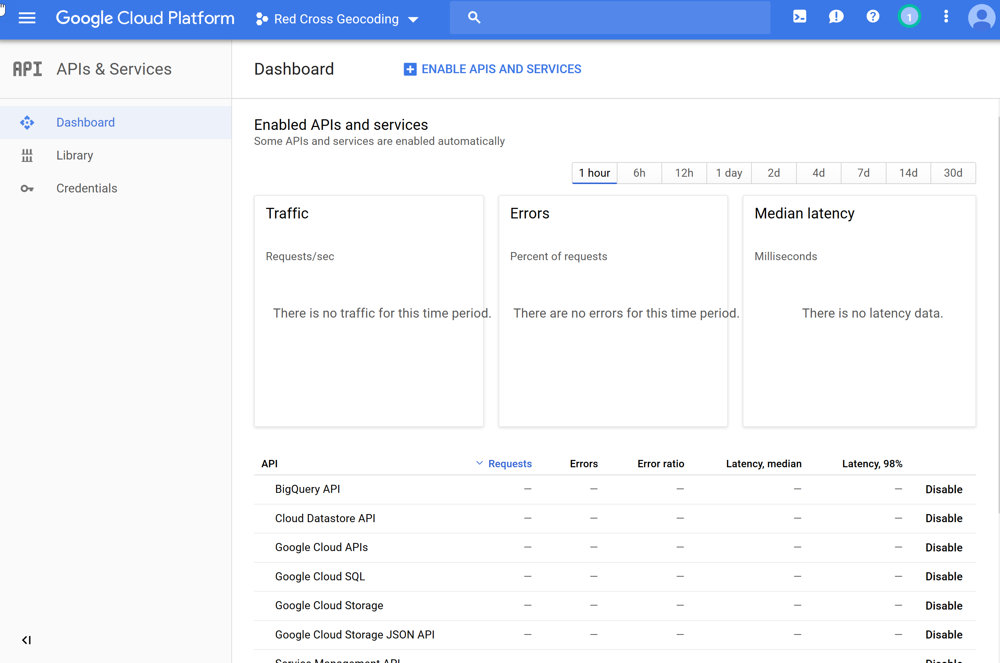 Google Cloud Platform
Red Cross Geocoding
1
API APIs & Services
Dashboard
ENABLE APIS AND SERVICES
Dashboard
Library
Credentials
Enabled APIs and services
Some APIs and services are enabled automatically
1 hour 6h 12h 1 day 2d 4d 7d 14d 30d
Traffic
Requests/sec
There is no traffic for this time period.
Errors
Percent of requests
There are no errors for this time period.
Median latency
Milliseconds
There is no latency data.
API Requests Errors Error ratio Latency, median Latency, 98%
BigQuery API — — — — — Disable
Cloud Datastore API — — — — — Disable
Google Cloud APIs — — — — — Disable
Google Cloud SQL — — — — — Disable
Google Cloud Storage — — — — — Disable
Google Cloud Storage JSON API — — — — — Disable
Service Management API Disable